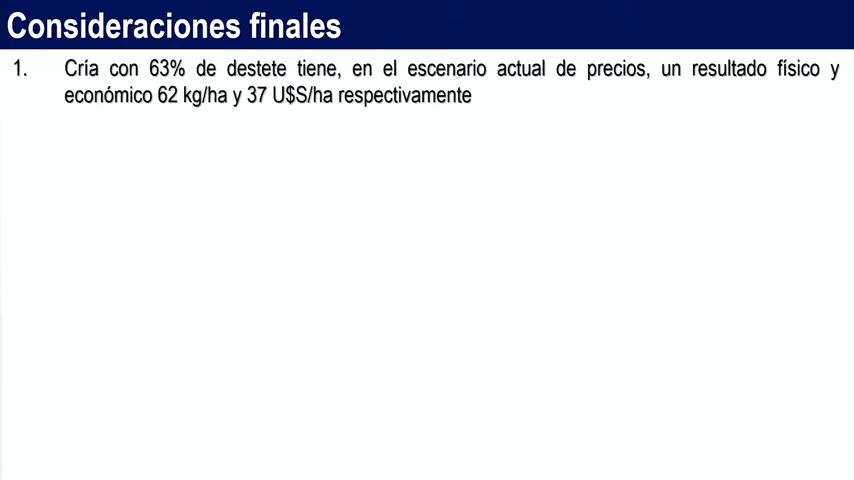 Consideraciones finales
1. Cría con 63% de destete tiene, en el escenario actual de precios, un resultado físico y
económico 62 kg/ha y 37 U$S/ha respectivamente